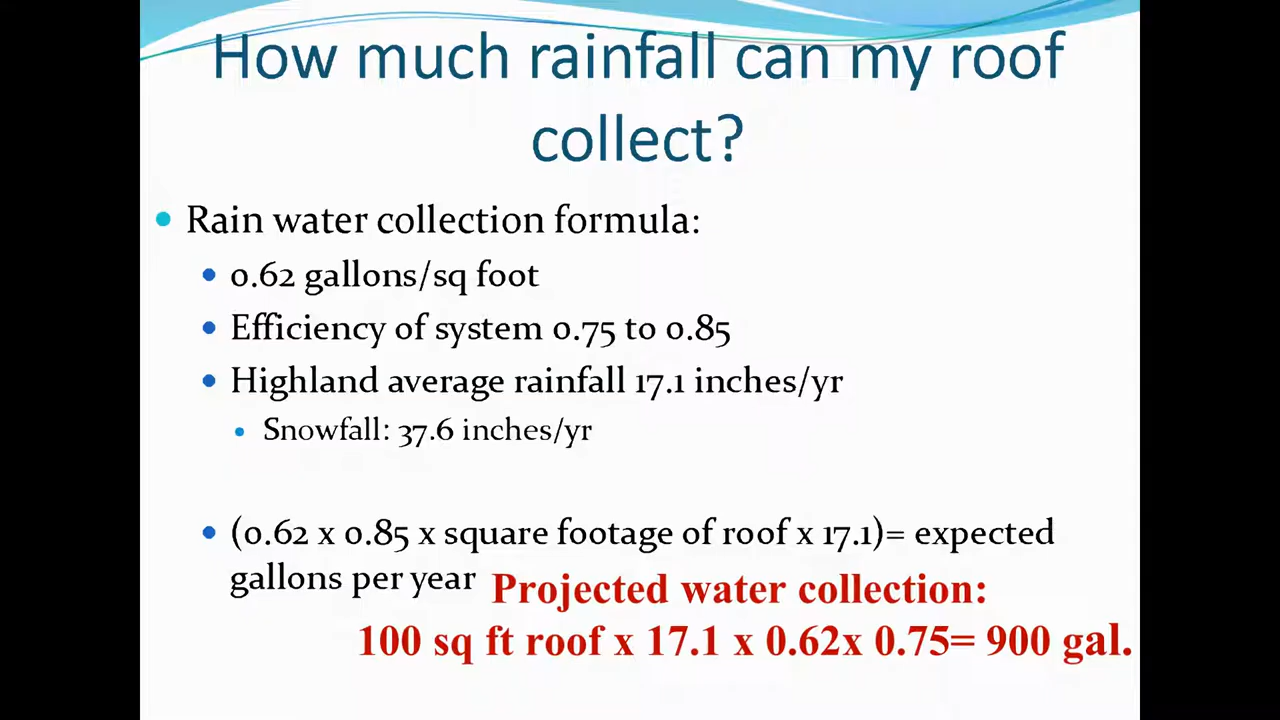 How much rainfall can my roof
collect?
Rain water collection formula:
0.62 gallons/sq foot
Efficiency of system 0.75 to 0.85
Highland average rainfall 17.1 inches/yr
Snowfall: 37.6 inches/yr
(0.62 x 0.85 x square footage of roof x 17.1)= expected
gallons per year
Projected water collection:
100 sq ft roof x 17.1 x 0.62x 0.75= 900 gal.